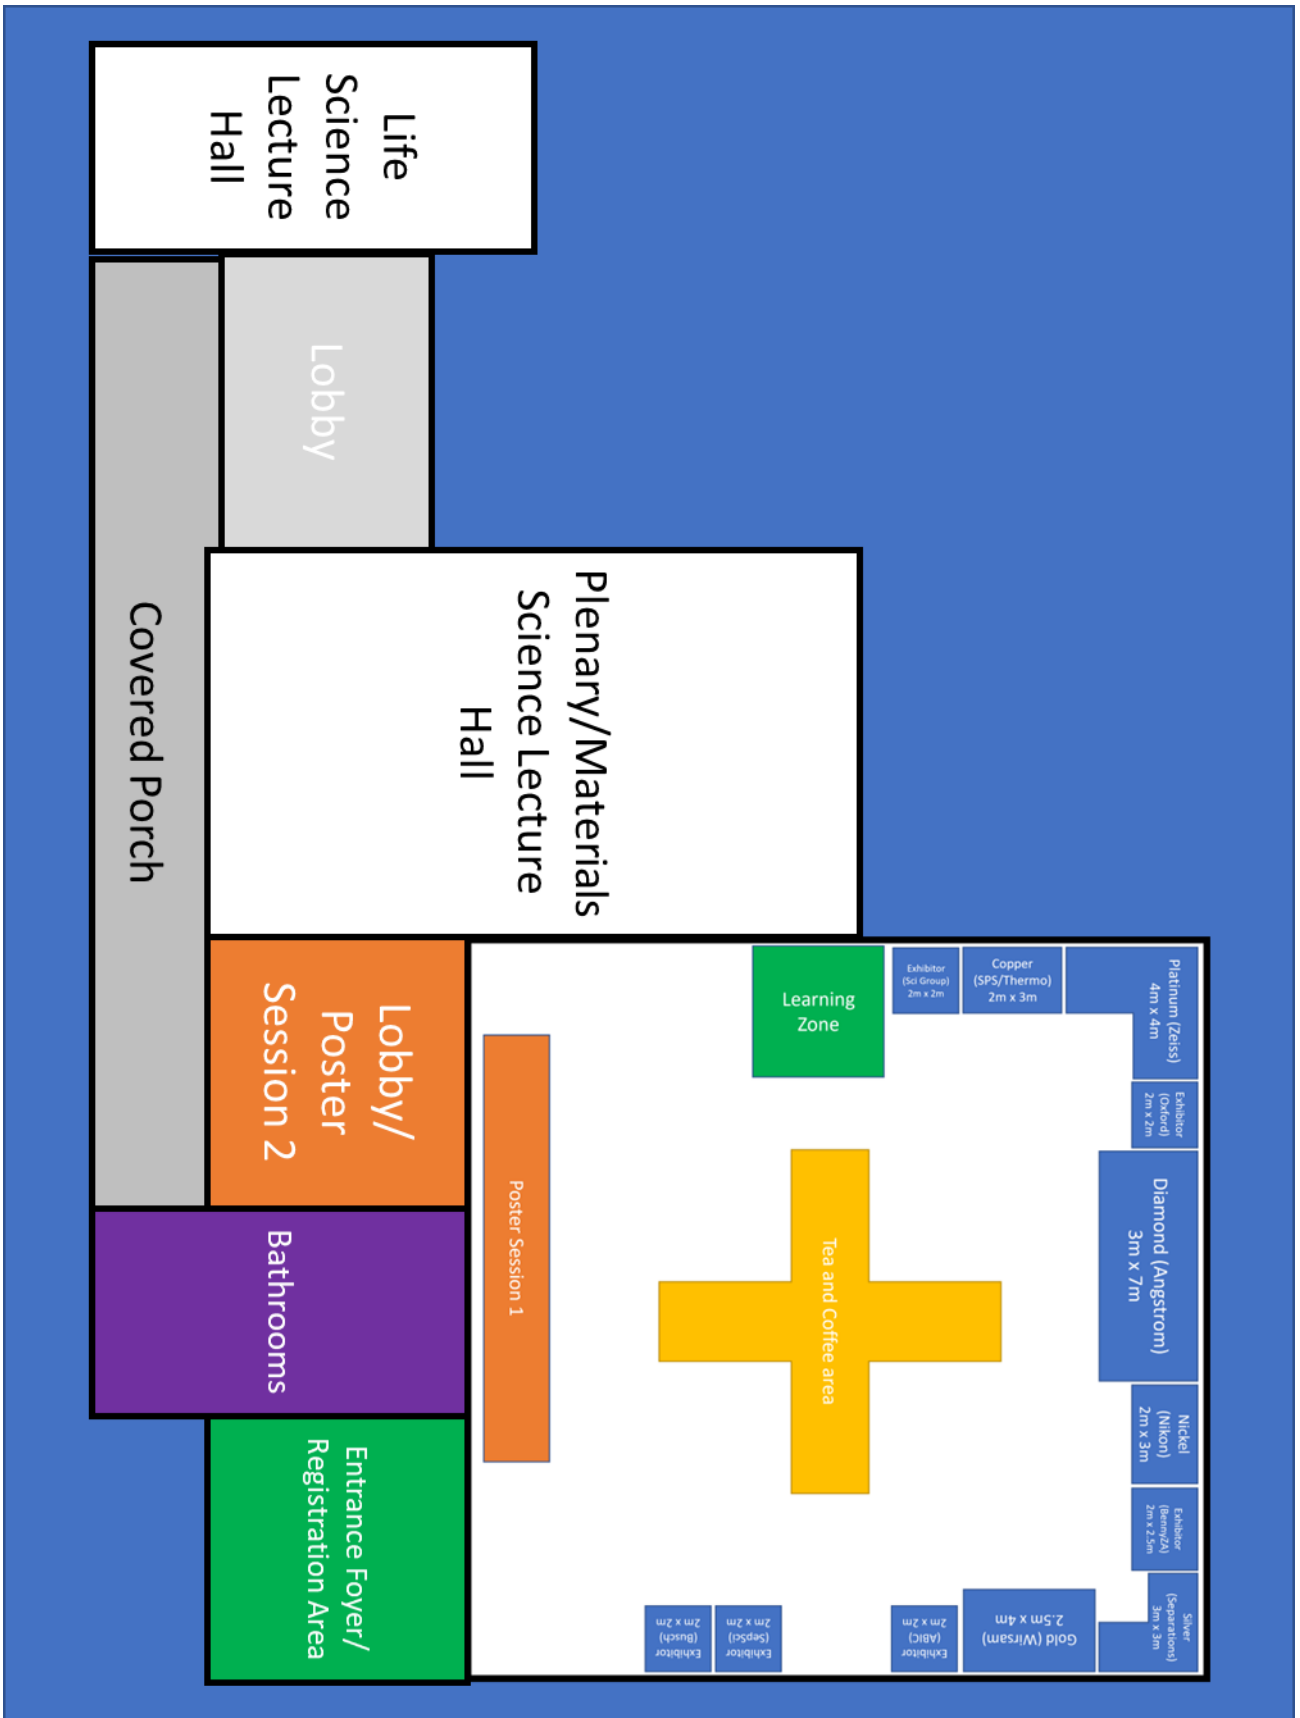 Life
Science
Lecture
Hall
Lobby
Covered Porch
Plenary/Materials
Science Lecture
Hall
Lobby/
Poster
Session 2
Bathrooms
Entrance Foyer/
Registration Area
Poster Session 1
Learning
Zone
Tea and Coffee area
Exhibitor
(Sci Group)
2m x 2m
Copper
(SPS/Thermo)
2m x 3m
Platinum (Zeiss)
4m x 4m
Exhibitor
(Oxford)
2m x 2m
Diamond (Angstrom)
3m x 7m
Nickel
(Nikon)
2m x 3m
Exhibitor
(BennyZA)
2m x 2.5m
Silver
(Separations)
3m x 3m
Gold (Wirsam)
2.5m x 4m
Exhibitor
(ABIC)
2m x 2m
Exhibitor
(SepSci)
2m x 2m
Exhibitor
(Busch)
2m x 2m